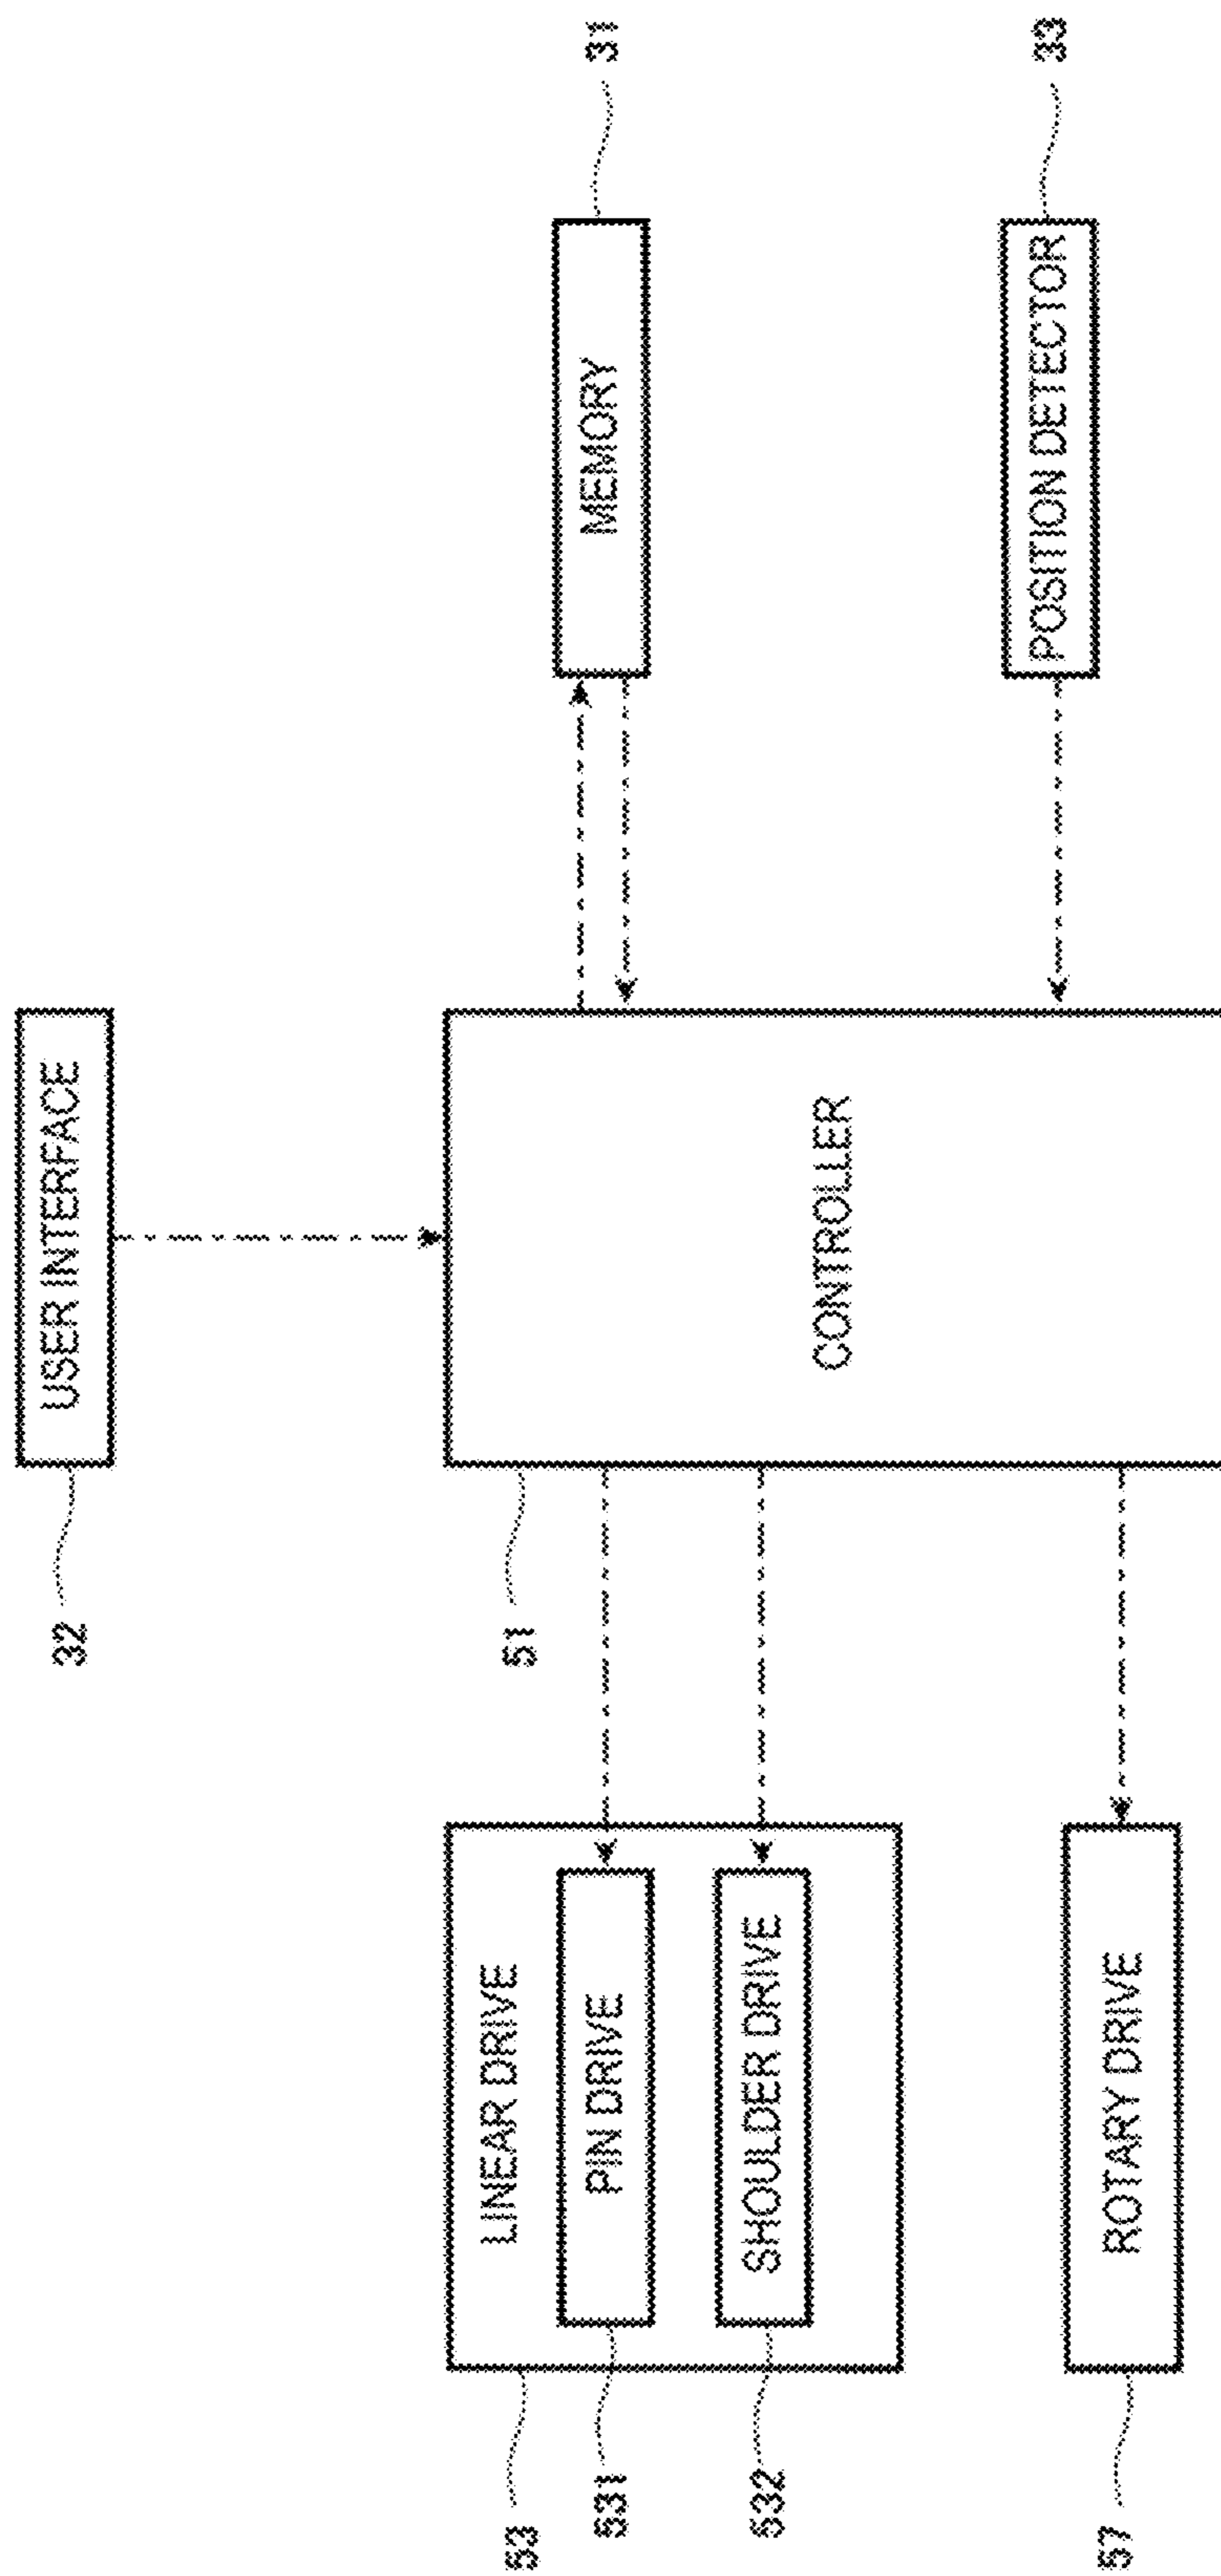 32
USER INTERFACE
53
LINEAR DRIVE
51
531
PIN DRIVE
MEMORY
31
532
SHOULDER DRIVE
CONTROLLER
POSITION DETECTOR
33
57
ROTARY DRIVE